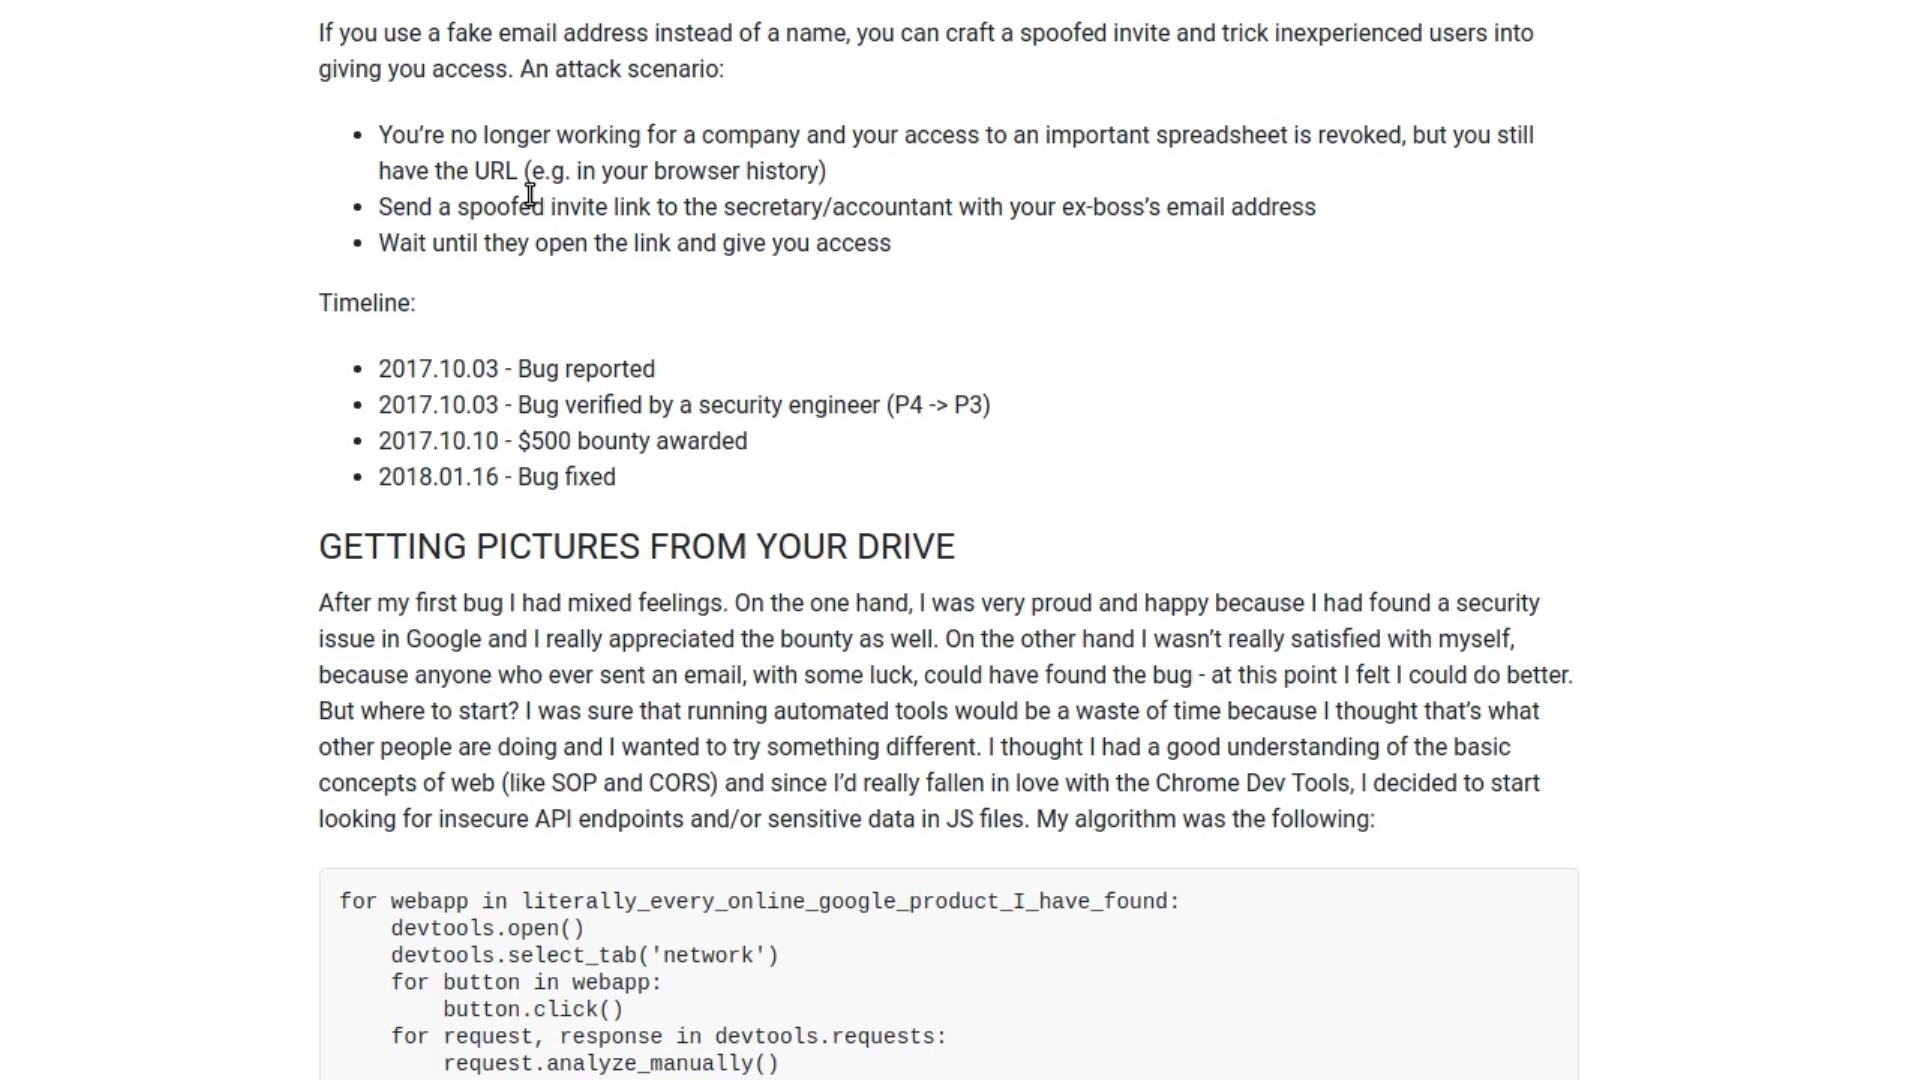 If you use a fake email address instead of a name, you can craft a spoofed invite and trick inexperienced users into
giving you access. An attack scenario:
• You’re no longer working for a company and your access to an important spreadsheet is revoked, but you still
have the URL (e.g. in your browser history)
• Send a spoofed invite link to the secretary/accountant with your ex-boss’s email address
• Wait until they open the link and give you access
Timeline:
• 2017.10.03 - Bug reported
• 2017.10.03 - Bug verified by a security engineer (P4 -> P3)
• 2017.10.10 - $500 bounty awarded
• 2018.01.16 - Bug fixed
GETTING PICTURES FROM YOUR DRIVE
After my first bug I had mixed feelings. On the one hand, I was very proud and happy because I had found a security
issue in Google and I really appreciated the bounty as well. On the other hand I wasn’t really satisfied with myself,
because anyone who ever sent an email, with some luck, could have found the bug - at this point I felt I could do better.
But where to start? I was sure that running automated tools would be a waste of time because I thought that’s what
other people are doing and I wanted to try something different. I thought I had a good understanding of the basic
concepts of web (like SOP and CORS) and since I’d really fallen in love with the Chrome Dev Tools, I decided to start
looking for insecure API endpoints and/or sensitive data in JS files. My algorithm was the following:
for webapp in literally_every_online_google_product_I_have_found:
    devtools.open()
    devtools.select_tab('network')
    for button in webapp:
        button.click()
    for request, response in devtools.requests:
        request.analyze_manually()